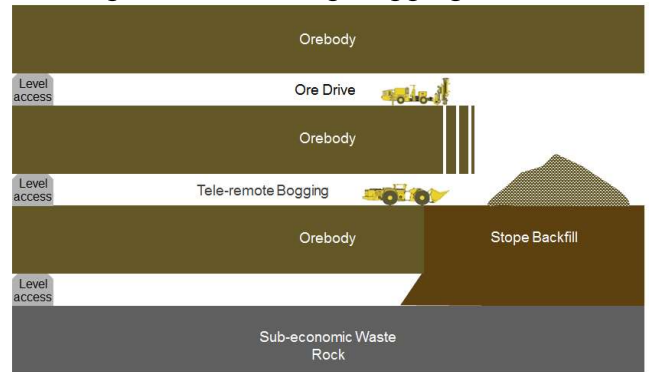 Orebody
Level
access
Ore Drive
Orebody
Level
access
Tele-remote Bogging
Orebody
Stope Backfill
Level
access
Sub-economic Waste
Rock